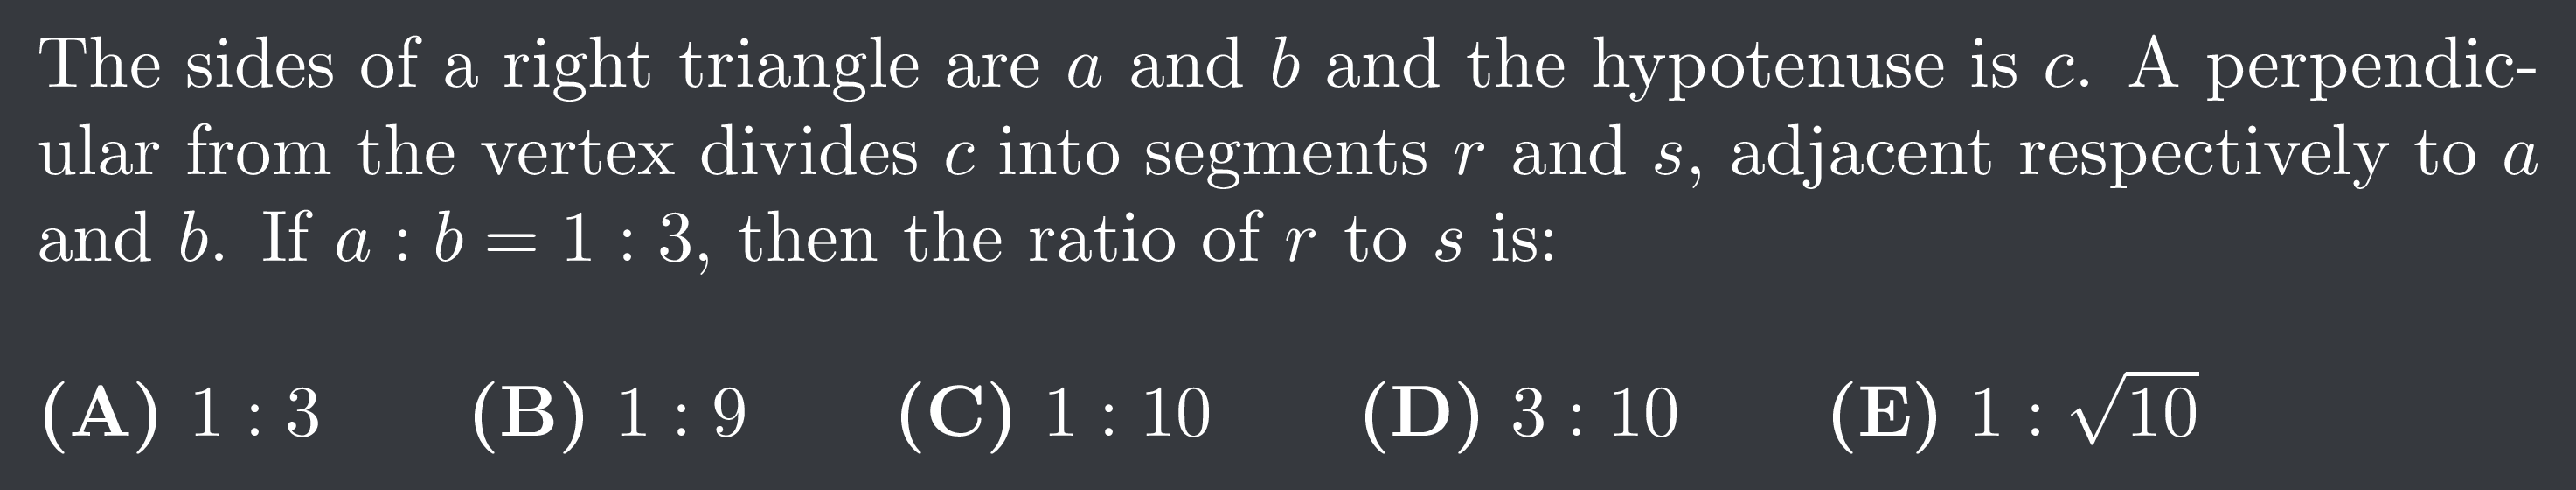 The sides of a right triangle are a and b and the hypotenuse is c. A perpendic-
ular from the vertex divides c into segments r and s, adjacent respectively to a
and b. If a : b = 1 : 3, then the ratio of r to s is:
(A) 1 : 3 (B) 1 : 9 (C) 1 : 10 (D) 3 : 10 (E) 1 : √10